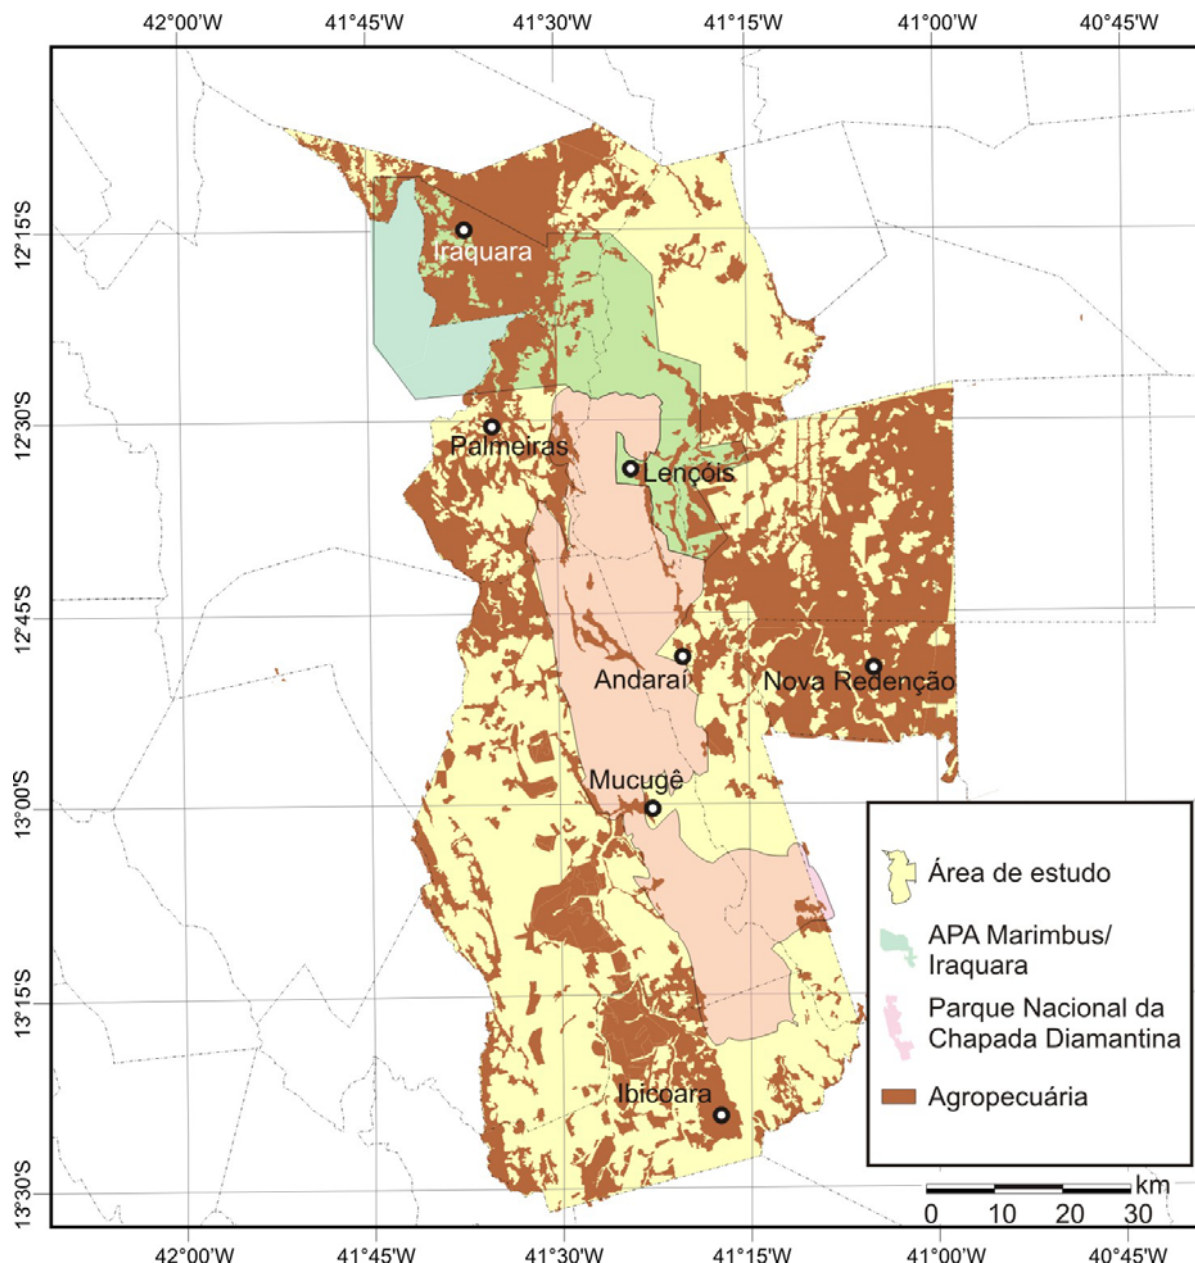 42°00'W 41°45'W 41°30'W 41°15'W 41°00'W 40°45'W
12°15'S
Iraquara
12°30'S
Palmeiras
Lençóis
12°45'S
Andaraí
Nova Redenção
Mucugê
13°00'S
Área de estudo
APA Marimbus/
Iraquara
Parque Nacional da
Chapada Diamantina
Agropecuária
13°15'S
Ibicoara
13°30'S
km
0 10 20 30
42°00'W 41°45'W 41°30'W 41°15'W 41°00'W 40°45'W